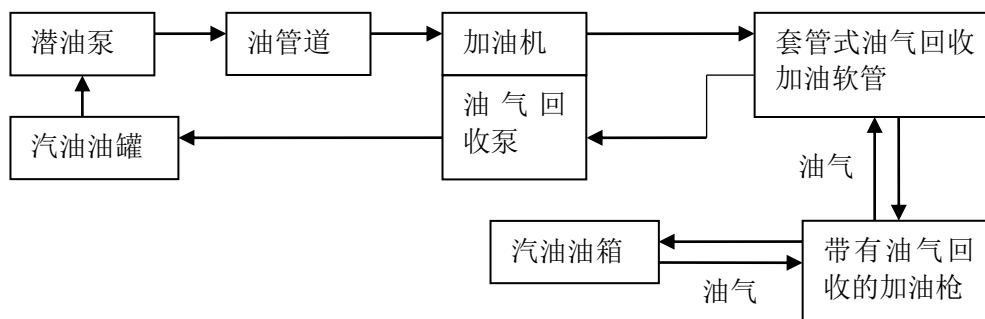 潜油泵
油管道
加油机
套管式油气回收
加油软管
油气回
收泵
汽油油罐
油气
汽油油箱
油气
带有油气回
收的加油枪